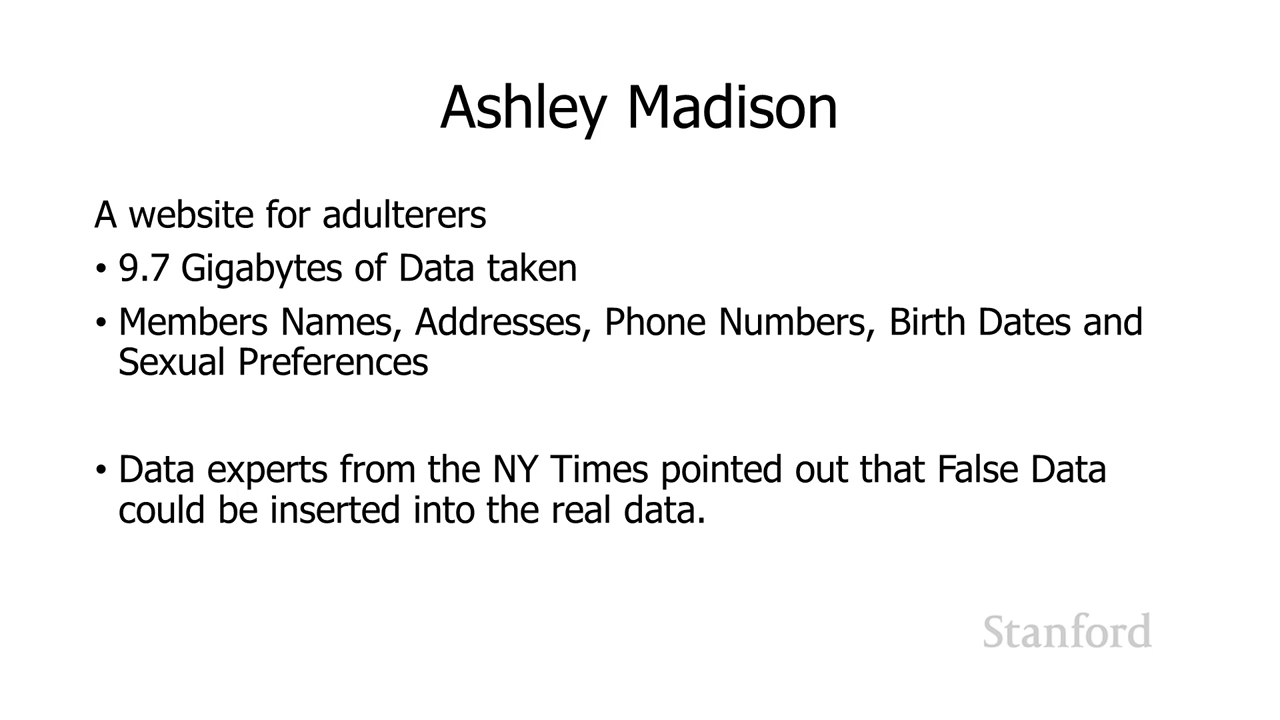 Ashley Madison
A website for adulterers
• 9.7 Gigabytes of Data taken
• Members Names, Addresses, Phone Numbers, Birth Dates and
Sexual Preferences
• Data experts from the NY Times pointed out that False Data
could be inserted into the real data.
Stanford